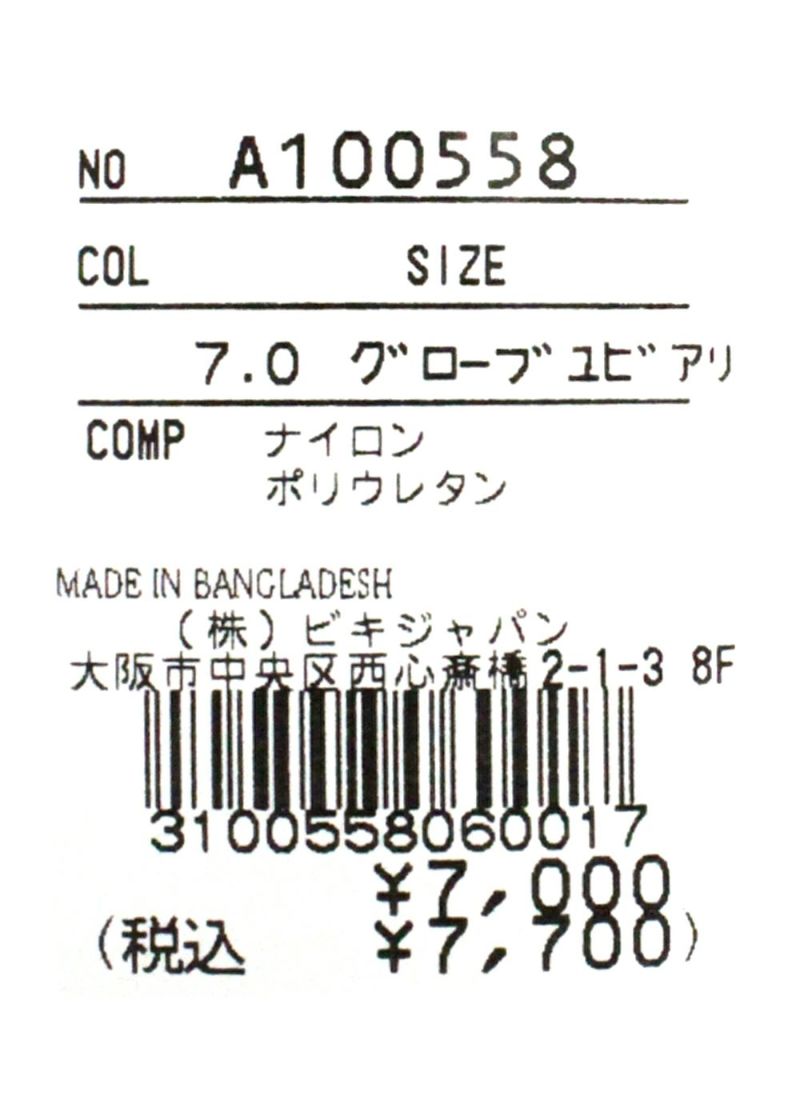 NO A100558
COL SIZE
7.0 グローブユビアリ
COMP ナイロン
ポリウレタン
MADE IN BANGLADESH
(株)ビキジャパン
大阪市中央区西心斎橋2-1-3 8F
3100558060017
¥7,000
(税込 ¥7,700)